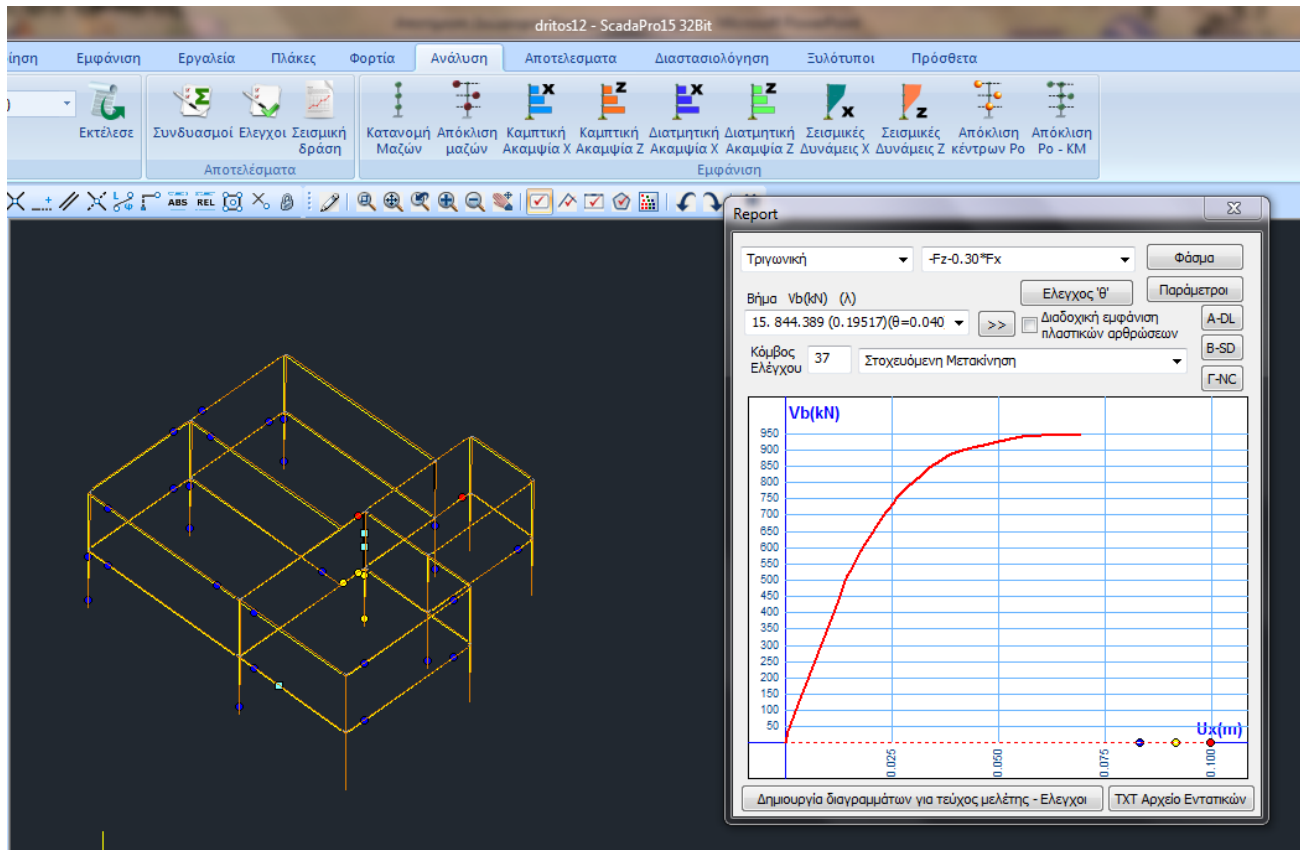 dritos12 - ScadaPro15 32Bit
ίηση Εμφάνιση Εργαλεία Πλάκες Φορτία Ανάλυση Αποτελεσματα Διαστασιολόγηση Ξυλότυποι Πρόσθετα
Εκτέλεσε
Συνδυασμοί Ελεγχοι Σεισμική δράση
Κατανομή Μαζών
Απόκλιση μαζών
Καμπτική Ακαμψία X
Καμπτική Ακαμψία Z
Διατμητική Ακαμψία X
Διατμητική Ακαμψία Z
Σεισμικές Δυνάμεις X
Σεισμικές Δυνάμεις Z
Απόκλιση κέντρων Ρο
Απόκλιση Ρο - ΚΜ
Αποτελέσματα Εμφάνιση
ABS REL
Report
Τριγωνική -Fz-0.30*Fx Φάσμα
Ελεγχος 'θ' Παράμετροι
Βήμα Vb(kN) (λ)
15. 844.389 (0.19517)(θ=0.040 >> Διαδοχική εμφάνιση πλαστικών αρθρώσεων
A-DL
B-SD
Γ-NC
Κόμβος Ελέγχου 37 Στοχευόμενη Μετακίνηση
Vb(kN)
950
900
850
800
750
700
650
600
550
500
450
400
350
300
250
200
150
100
50
Ux(m)
0.025 0.050 0.075 0.100
Δημιουργία διαγραμμάτων για τεύχος μελέτης - Ελεγχοι TXT Αρχείο Εντατικών